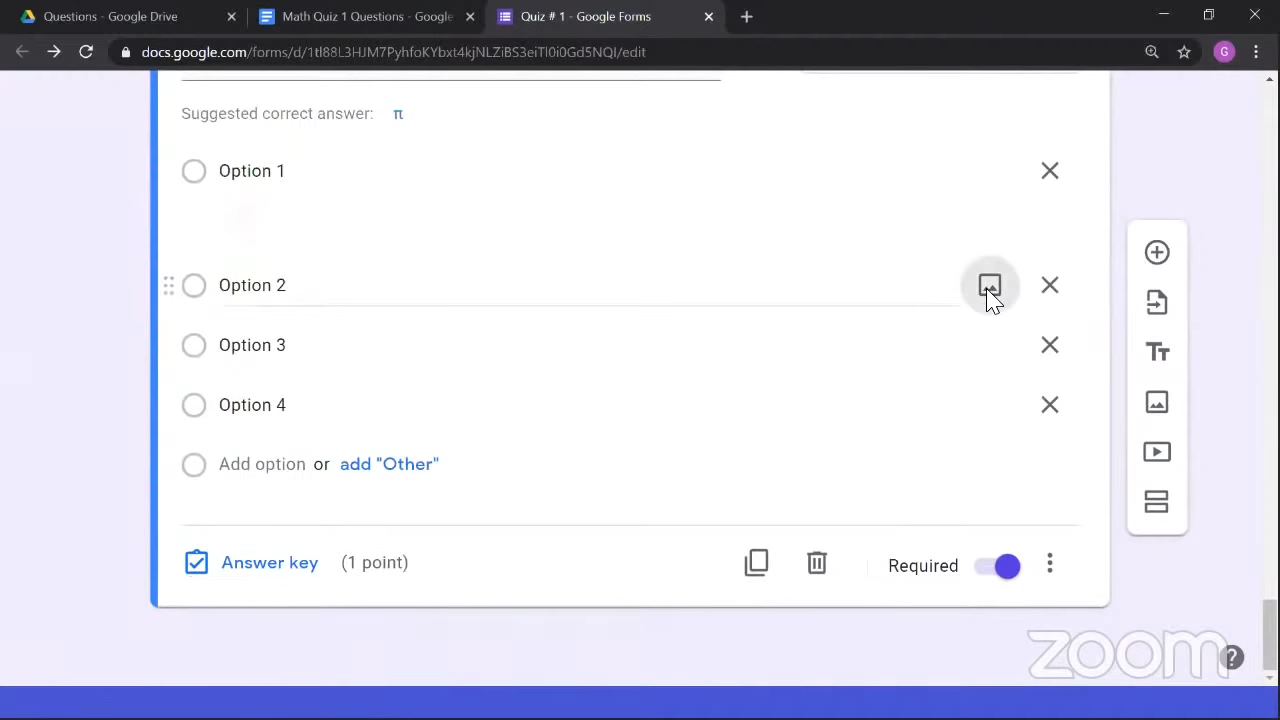 Questions - Google Drive
Math Quiz 1 Questions - Google
Quiz # 1 - Google Forms
docs.google.com/forms/d/1tl88L3HJM7PyhfoKYbxt4kjNLZiBS3eiTl0i0Gd5NQI/edit
G
Suggested correct answer: π
Option 1
Option 2
Option 3
Option 4
Add option or add "Other"
Tt
Answer key (1 point)
Required
zoom
?